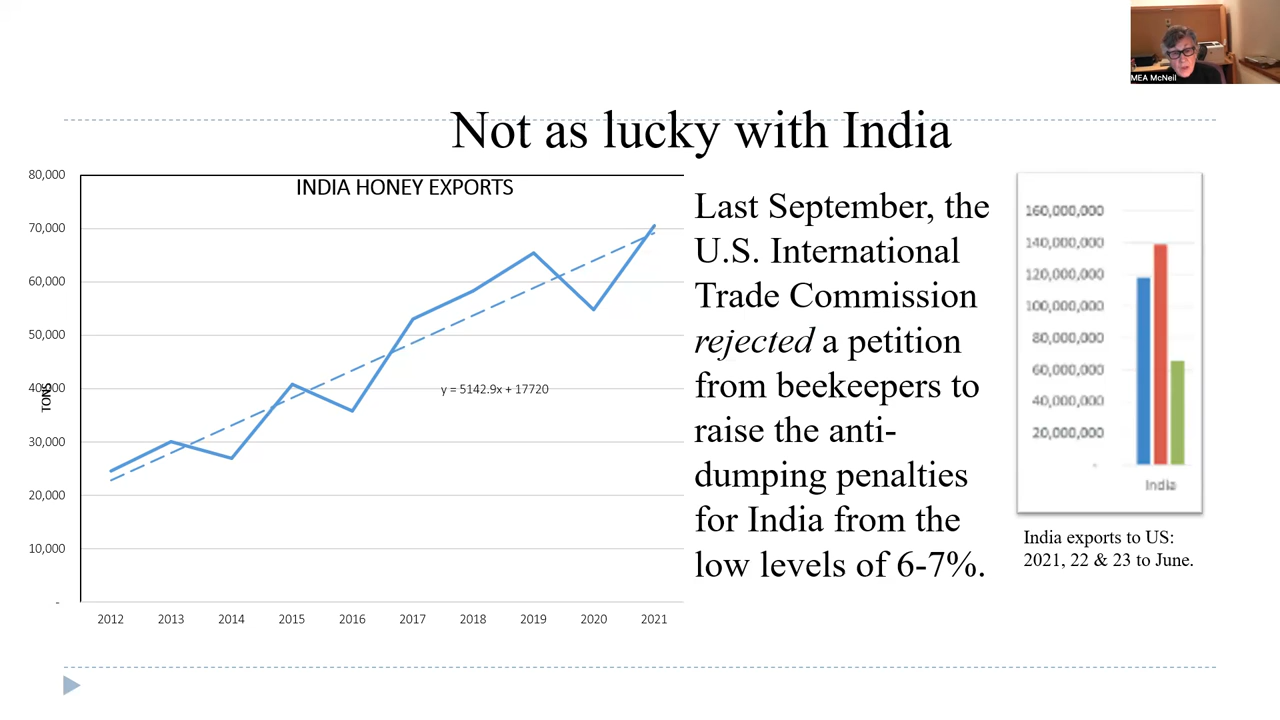 MEA McNeil
Not as lucky with India
INDIA HONEY EXPORTS
80,000
70,000
60,000
50,000
40,000
30,000
20,000
10,000
-
TONS
y = 5142.9x + 17720
2012 2013 2014 2015 2016 2017 2018 2019 2020 2021
Last September, the
U.S. International
Trade Commission
rejected a petition
from beekeepers to
raise the anti-
dumping penalties
for India from the
low levels of 6-7%.
160,000,000
140,000,000
120,000,000
100,000,000
80,000,000
60,000,000
40,000,000
20,000,000
-
India
India exports to US:
2021, 22 & 23 to June.